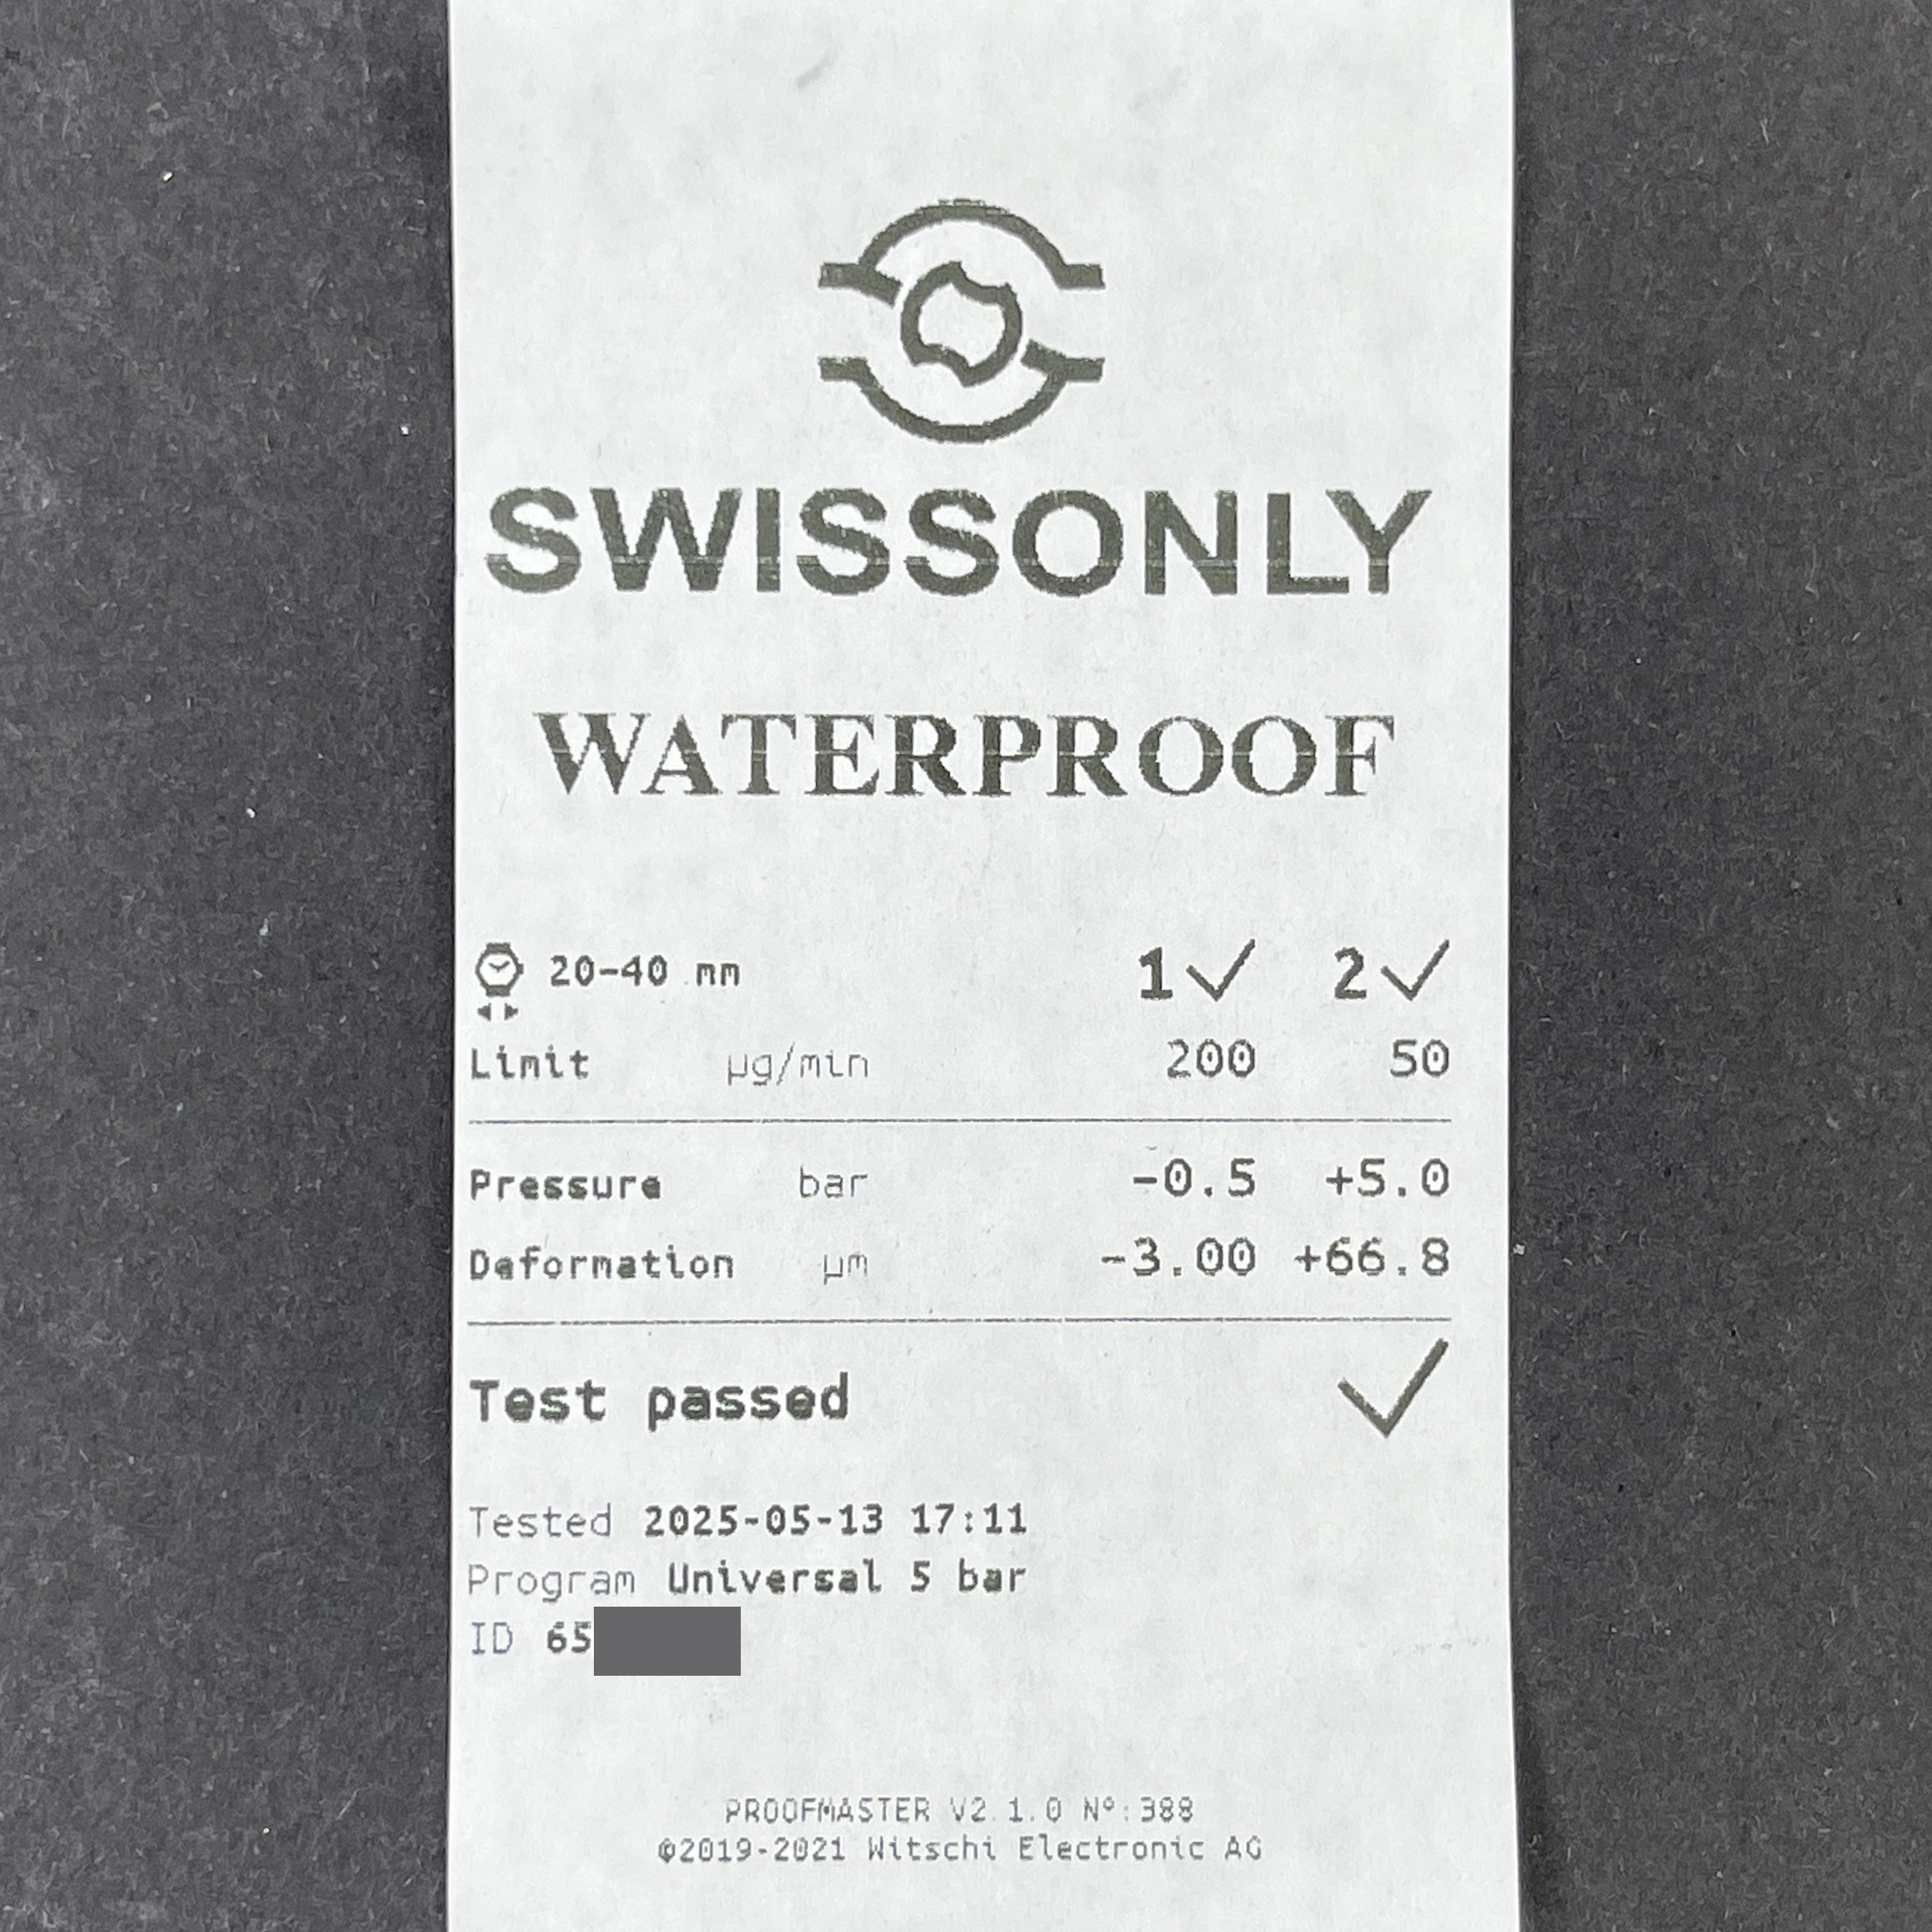 SWISSONLY
WATERPROOF
20-40 mm 1✓ 2✓
Limit µg/min 200 50
Pressure bar -0.5 +5.0
Deformation µm -3.00 +66.8
Test passed ✓
Tested 2025-05-13 17:11
Program Universal 5 bar
ID 65
PROOFMASTER V2.1.0 Nº:388
©2019-2021 Witschi Electronic AG